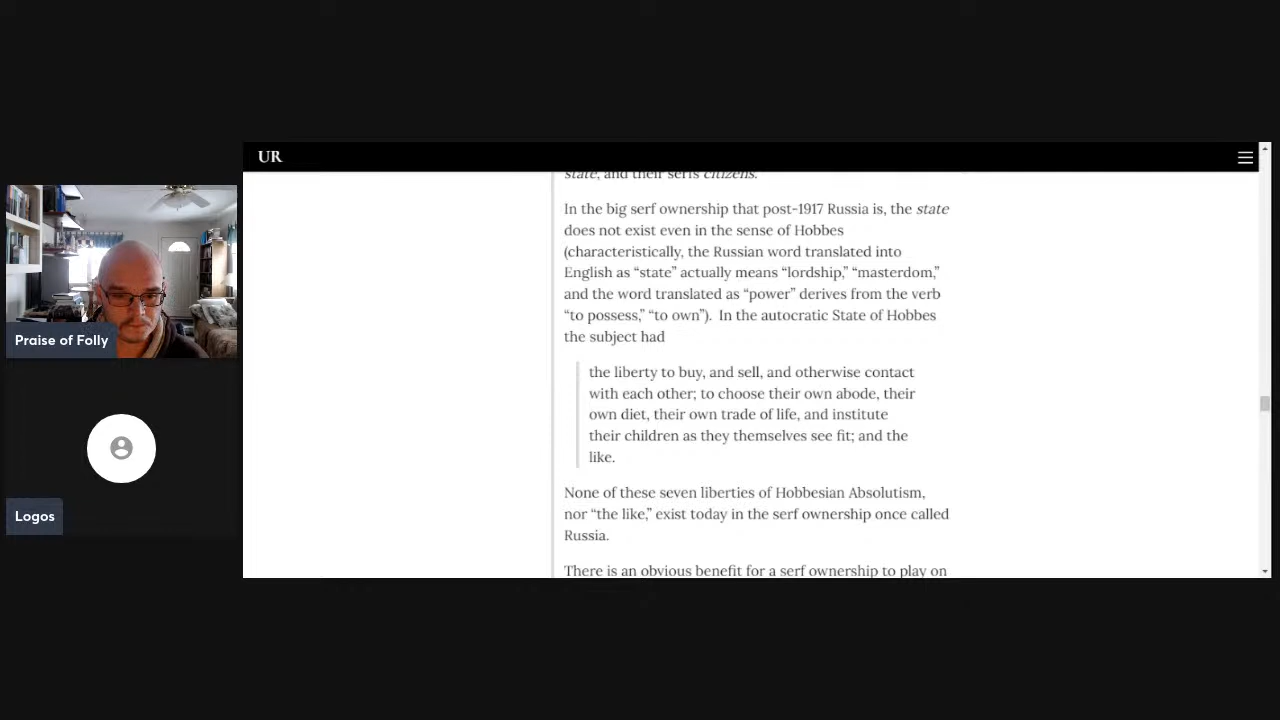 UR
state, and their serfs citizens.
In the big serf ownership that post-1917 Russia is, the state
does not exist even in the sense of Hobbes
(characteristically, the Russian word translated into
English as “state” actually means “lordship,” “masterdom,”
and the word translated as “power” derives from the verb
“to possess,” “to own”). In the autocratic State of Hobbes
the subject had
the liberty to buy, and sell, and otherwise contact
with each other; to choose their own abode, their
own diet, their own trade of life, and institute
their children as they themselves see fit; and the
like.
None of these seven liberties of Hobbesian Absolutism,
nor “the like,” exist today in the serf ownership once called
Russia.
There is an obvious benefit for a serf ownership to play on
Praise of Folly
Logos